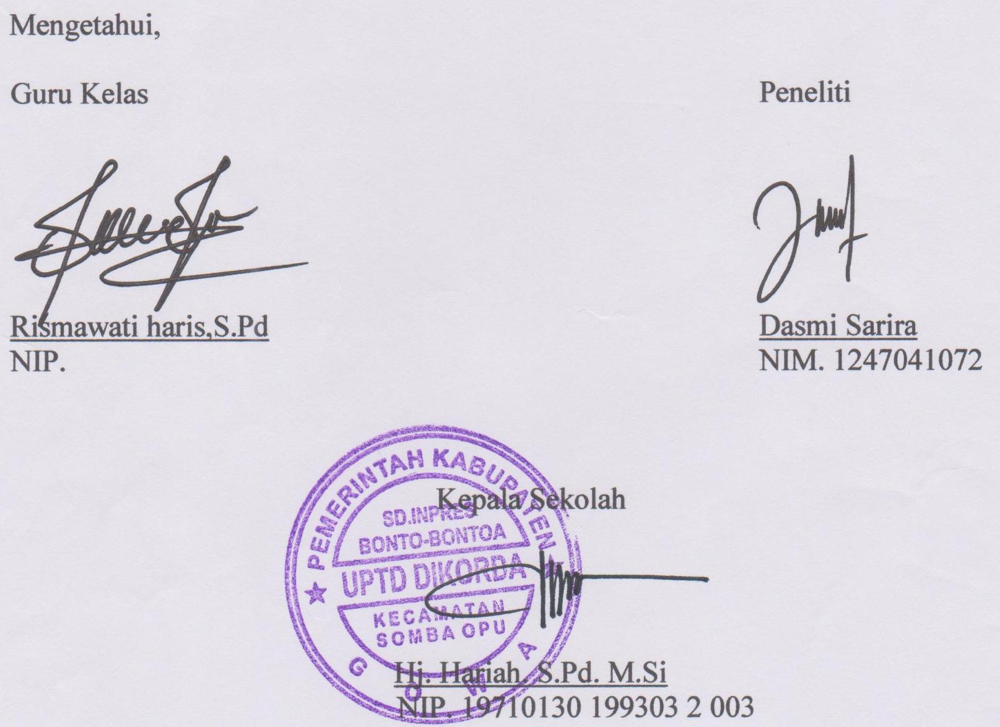 Mengetahui,
Guru Kelas
Peneliti
Rismawati haris,S.Pd
NIP.
Dasmi Sarira
NIM. 1247041072
PEMERINTAH KABUPATEN
GOWA
SD.INPRES
BONTO-BONTOA
UPTD DIKORDA
KECAMATAN
SOMBA OPU
Kepala Sekolah
Hj. Hariah. S.Pd. M.Si
NIP. 19710130 199303 2 003